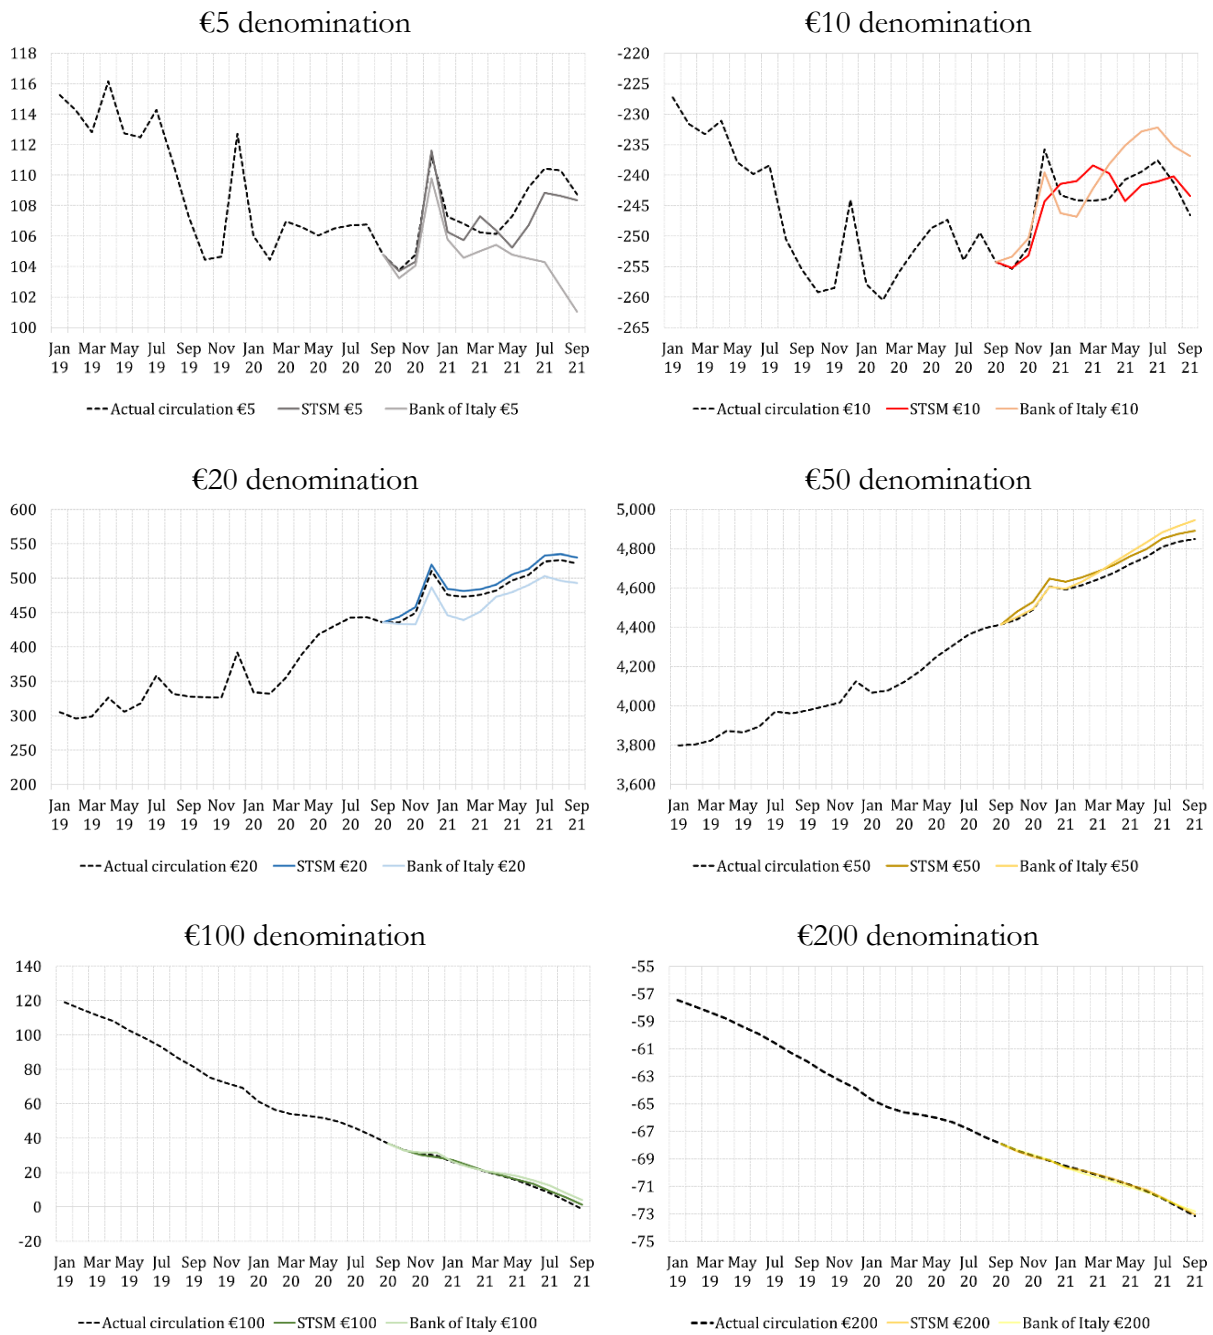 €5 denomination
118
116
114
112
110
108
106
104
102
100
Jan Mar May Jul Sep Nov Jan Mar May Jul Sep Nov Jan Mar May Jul Sep
19 19 19 19 19 19 20 20 20 20 20 20 21 21 21 21 21
Actual circulation €5 STSM €5 Bank of Italy €5
€10 denomination
-220
-225
-230
-235
-240
-245
-250
-255
-260
-265
Jan Mar May Jul Sep Nov Jan Mar May Jul Sep Nov Jan Mar May Jul Sep
19 19 19 19 19 19 20 20 20 20 20 20 21 21 21 21 21
Actual circulation €10 STSM €10 Bank of Italy €10
€20 denomination
600
550
500
450
400
350
300
250
200
Jan Mar May Jul Sep Nov Jan Mar May Jul Sep Nov Jan Mar May Jul Sep
19 19 19 19 19 19 20 20 20 20 20 20 21 21 21 21 21
Actual circulation €20 STSM €20 Bank of Italy €20
€50 denomination
5,000
4,800
4,600
4,400
4,200
4,000
3,800
3,600
Jan Mar May Jul Sep Nov Jan Mar May Jul Sep Nov Jan Mar May Jul Sep
19 19 19 19 19 19 20 20 20 20 20 20 21 21 21 21 21
Actual circulation €50 STSM €50 Bank of Italy €50
€100 denomination
140
120
100
80
60
40
20
0
-20
Jan Mar May Jul Sep Nov Jan Mar May Jul Sep Nov Jan Mar May Jul Sep
19 19 19 19 19 19 20 20 20 20 20 20 21 21 21 21 21
Actual circulation €100 STSM €100 Bank of Italy €100
€200 denomination
-55
-57
-59
-61
-63
-65
-67
-69
-71
-73
-75
Jan Mar May Jul Sep Nov Jan Mar May Jul Sep Nov Jan Mar May Jul Sep
19 19 19 19 19 19 20 20 20 20 20 20 21 21 21 21 21
Actual circulation €200 STSM €200 Bank of Italy €200